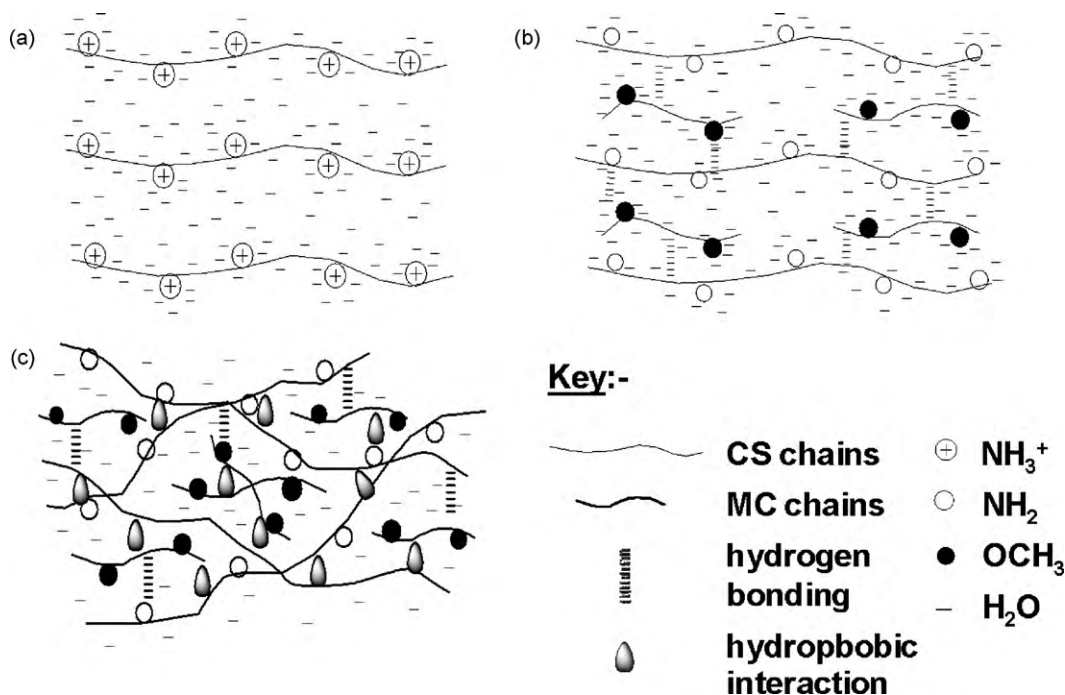 (a)
(b)
(c)
Key:-
CS chains
NH₃⁺
MC chains
NH₂
hydrogen
bonding
OCH₃
H₂O
hydropbobic
interaction